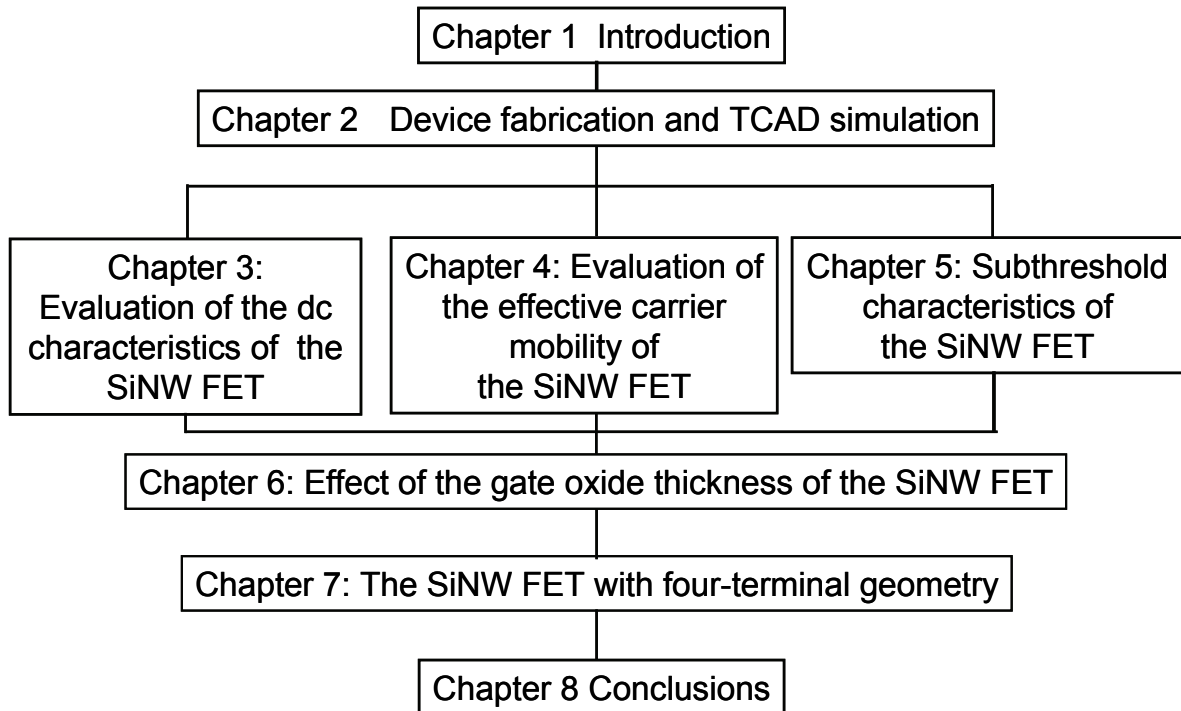 Chapter 1 Introduction
Chapter 2 Device fabrication and TCAD simulation
Chapter 3:
Evaluation of the dc
characteristics of the
SiNW FET
Chapter 4: Evaluation of
the effective carrier
mobility of
the SiNW FET
Chapter 5: Subthreshold
characteristics of
the SiNW FET
Chapter 6: Effect of the gate oxide thickness of the SiNW FET
Chapter 7: The SiNW FET with four-terminal geometry
Chapter 8 Conclusions